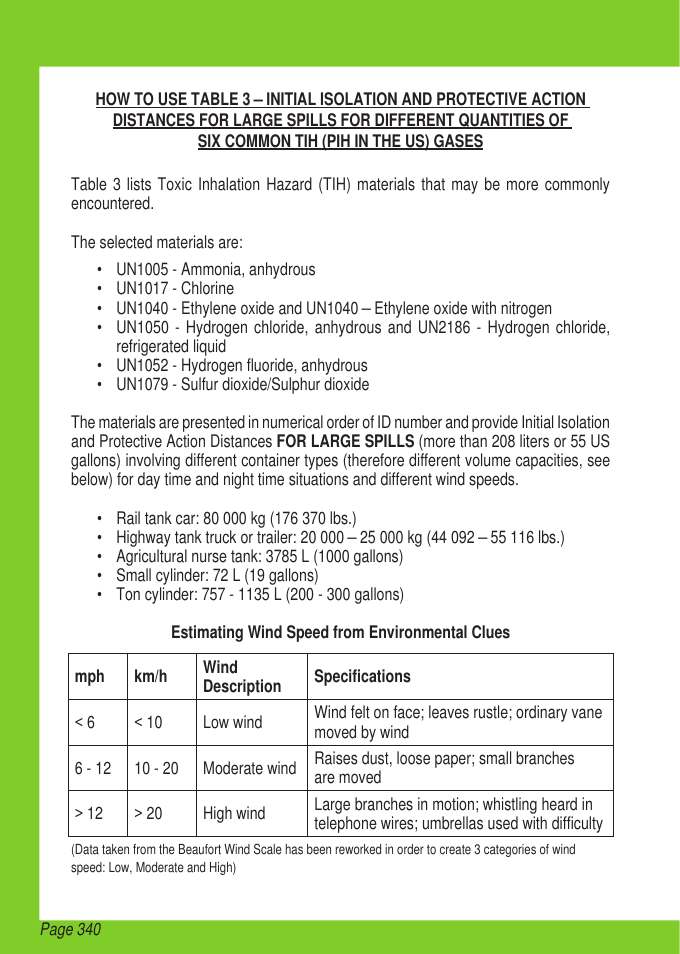 HOW TO USE TABLE 3 – INITIAL ISOLATION AND PROTECTIVE ACTION
DISTANCES FOR LARGE SPILLS FOR DIFFERENT QUANTITIES OF
SIX COMMON TIH (PIH IN THE US) GASES
Table 3 lists Toxic Inhalation Hazard (TIH) materials that may be more commonly
encountered.
The selected materials are:
• UN1005 - Ammonia, anhydrous
• UN1017 - Chlorine
• UN1040 - Ethylene oxide and UN1040 – Ethylene oxide with nitrogen
• UN1050 - Hydrogen chloride, anhydrous and UN2186 - Hydrogen chloride,
refrigerated liquid
• UN1052 - Hydrogen fluoride, anhydrous
• UN1079 - Sulfur dioxide/Sulphur dioxide
The materials are presented in numerical order of ID number and provide Initial Isolation
and Protective Action Distances FOR LARGE SPILLS (more than 208 liters or 55 US
gallons) involving different container types (therefore different volume capacities, see
below) for day time and night time situations and different wind speeds.
• Rail tank car: 80 000 kg (176 370 lbs.)
• Highway tank truck or trailer: 20 000 – 25 000 kg (44 092 – 55 116 lbs.)
• Agricultural nurse tank: 3785 L (1000 gallons)
• Small cylinder: 72 L (19 gallons)
• Ton cylinder: 757 - 1135 L (200 - 300 gallons)
Estimating Wind Speed from Environmental Clues
mph km/h Wind Description Specifications
< 6 < 10 Low wind Wind felt on face; leaves rustle; ordinary vane
moved by wind
6 - 12 10 - 20 Moderate wind Raises dust, loose paper; small branches
are moved
> 12 > 20 High wind Large branches in motion; whistling heard in
telephone wires; umbrellas used with difficulty
(Data taken from the Beaufort Wind Scale has been reworked in order to create 3 categories of wind
speed: Low, Moderate and High)
Page 340